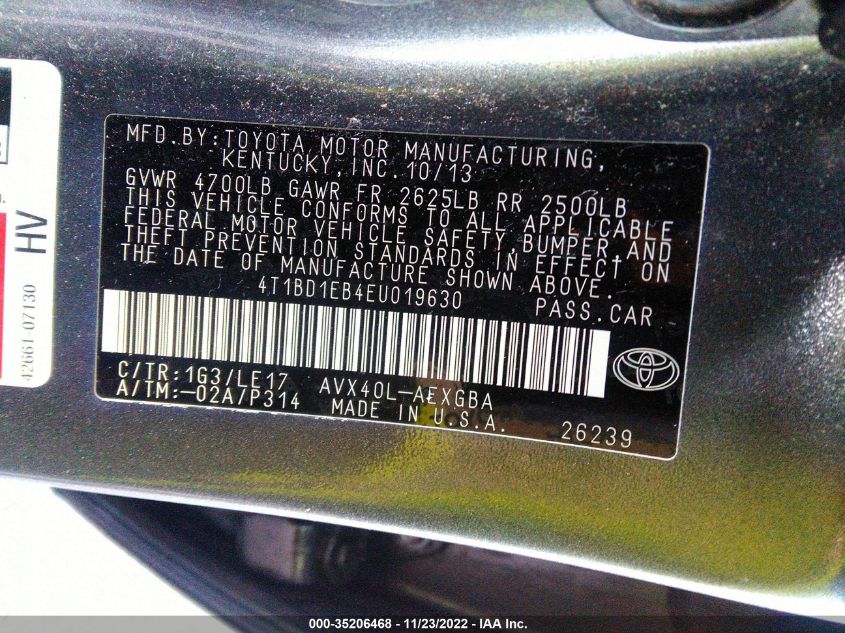 MFD.BY:TOYOTA MOTOR MANUFACTURING,
KENTUCKY,INC.10/13
GVWR 4700LB GAWR FR 2625LB RR 2500LB
THIS VEHICLE CONFORMS TO ALL APPLICABLE
FEDERAL MOTOR VEHICLE SAFETY,BUMPER,AND
THEFT PREVENTION STANDARDS IN EFFECT ON
THE DATE OF MANUFACTURE SHOWN ABOVE.
4T1BD1EB4EU019630 PASS.CAR
C/TR:1G3/LE17 AVX40L-AEXGBA
A/TM:-02A/P314 MADE IN U.S.A. 26239
HV
42661-07130
000-35206468 - 11/23/2022 - IAA Inc.